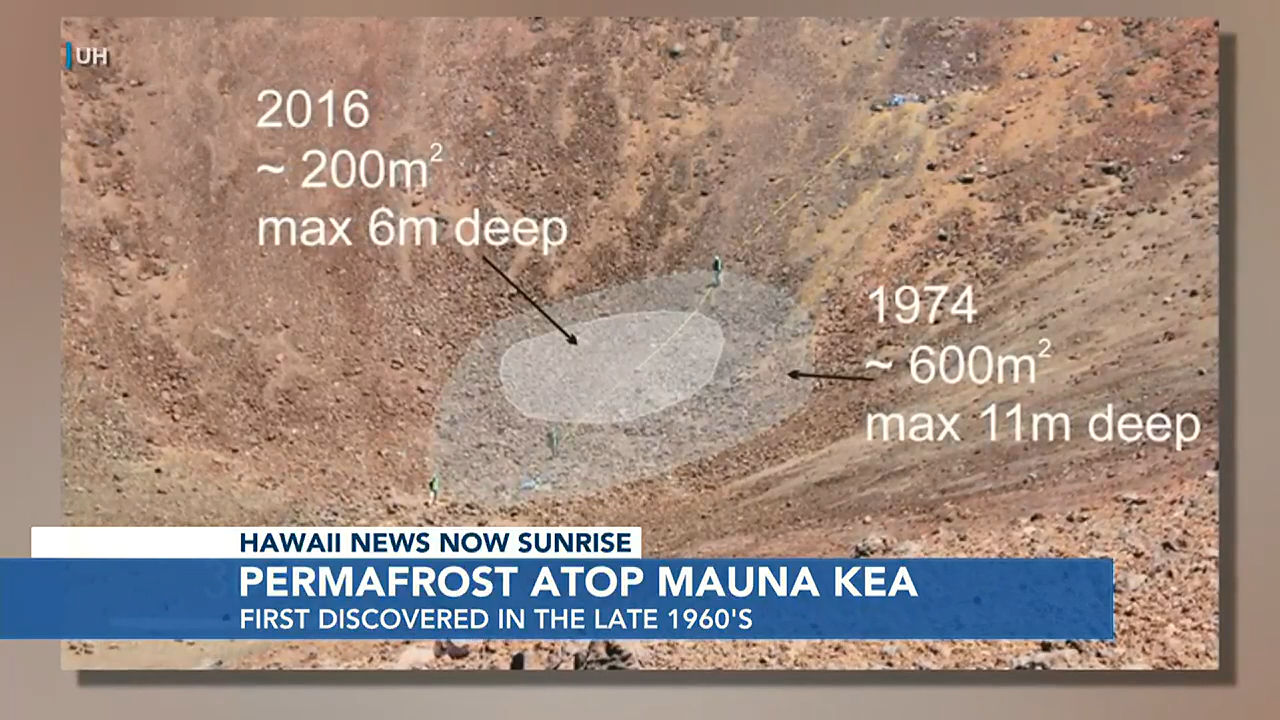 UH
2016
~ 200m²
max 6m deep
1974
~ 600m²
max 11m deep
HAWAII NEWS NOW SUNRISE
PERMAFROST ATOP MAUNA KEA
FIRST DISCOVERED IN THE LATE 1960'S